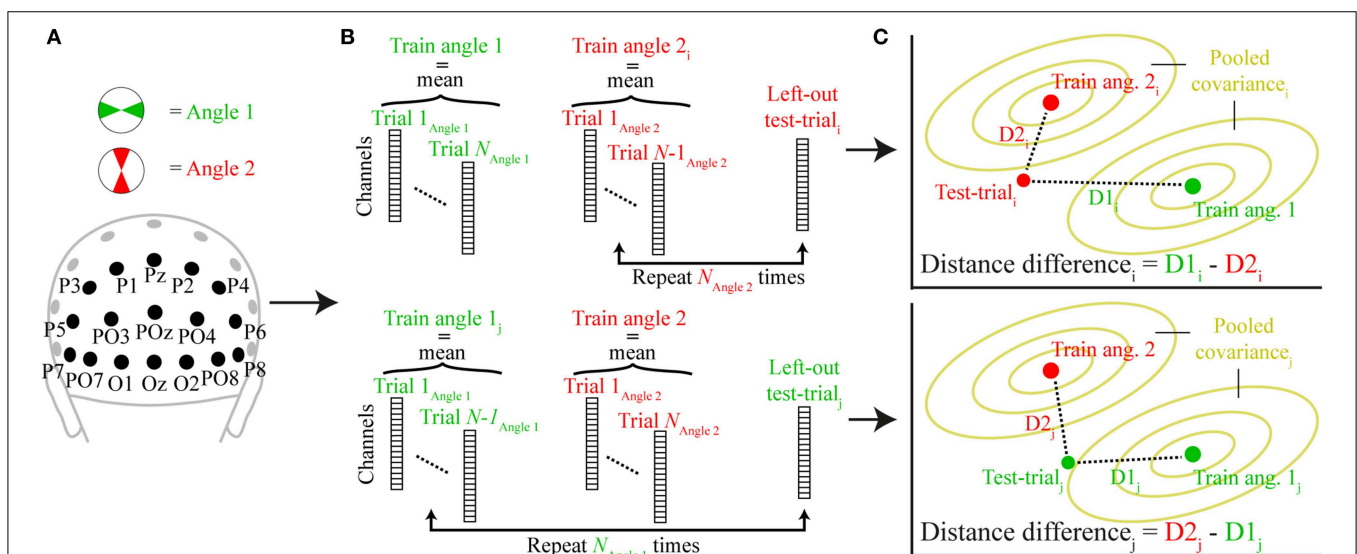 A
= Angle 1
= Angle 2
Pz
P3 P1 P2 P4
P5 PO3 POz PO4 P6
P7 PO7 O1 Oz O2 PO8 P8
B
Train angle 1
=
mean
Trial 1Angle 1
Trial NAngle 1
Channels
Train angle 2i
=
mean
Trial 1Angle 2
Trial N-1Angle 2
Left-out
test-triali
Repeat NAngle 2 times
Train angle 1j
=
mean
Trial 1Angle 1
Trial N-1Angle 1
Channels
Train angle 2
=
mean
Trial 1Angle 2
Trial NAngle 2
Left-out
test-trialj
Repeat NAngle 1 times
C
Pooled
covariancei
Train ang. 2i
D2i
Test-triali
D1i
Train ang. 1
Distance differencei = D1i - D2i
Pooled
covariancej
Train ang. 2
D2j
Test-trialj
D1j
Train ang. 1j
Distance differencej = D2j - D1j